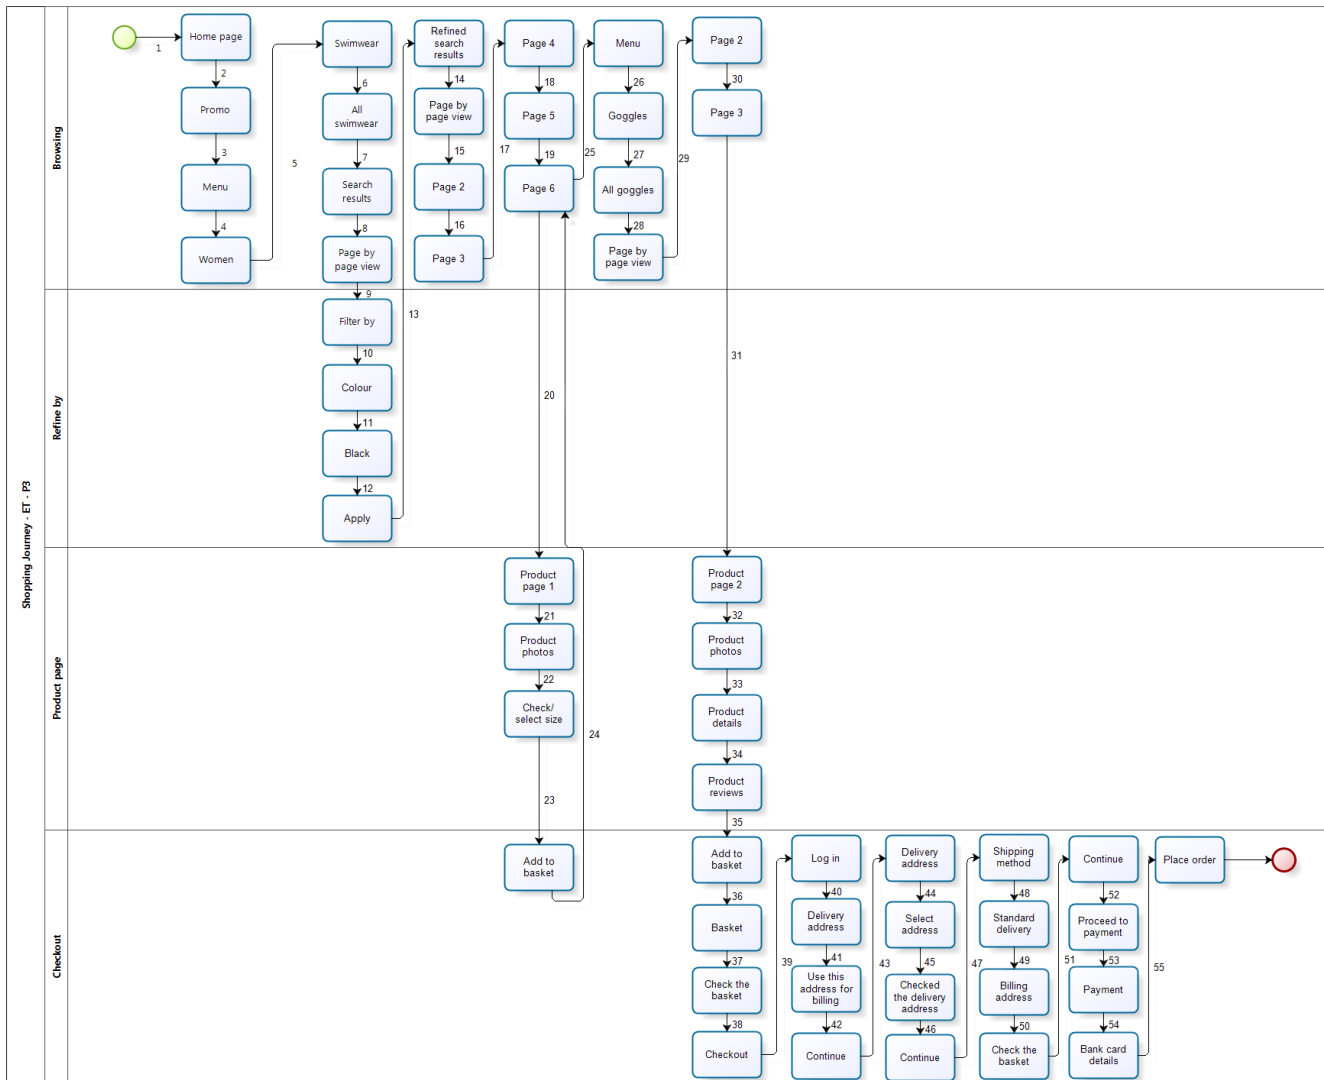 Shopping Journey - ET - P3
Browsing
1
Home page
2
Promo
3
Menu
4
Women
5
Swimwear
6
All
swimwear
7
Search
results
8
Page by
page view
9
13
Refined
search
results
14
Page by
page view
15
Page 2
16
Page 3
17
Page 4
18
Page 5
19
Page 6
25
Menu
26
Goggles
27
All goggles
28
Page by
page view
29
Page 2
30
Page 3
Refine by
Filter by
10
Colour
11
Black
12
Apply
20
31
Product page
Product
page 1
21
Product
photos
22
Check/
select size
23
24
Product
page 2
32
Product
photos
33
Product
details
34
Product
reviews
35
Checkout
Add to
basket
Add to
basket
36
Basket
37
Check the
basket
38
Checkout
39
Log in
40
Delivery
address
41
Use this
address for
billing
42
Continue
43
Delivery
address
44
Select
address
45
Checked
the delivery
address
46
Continue
47
Shipping
method
48
Standard
delivery
49
Billing
address
50
Check the
basket
51
Continue
52
Proceed to
payment
53
Payment
54
Bank card
details
55
Place order